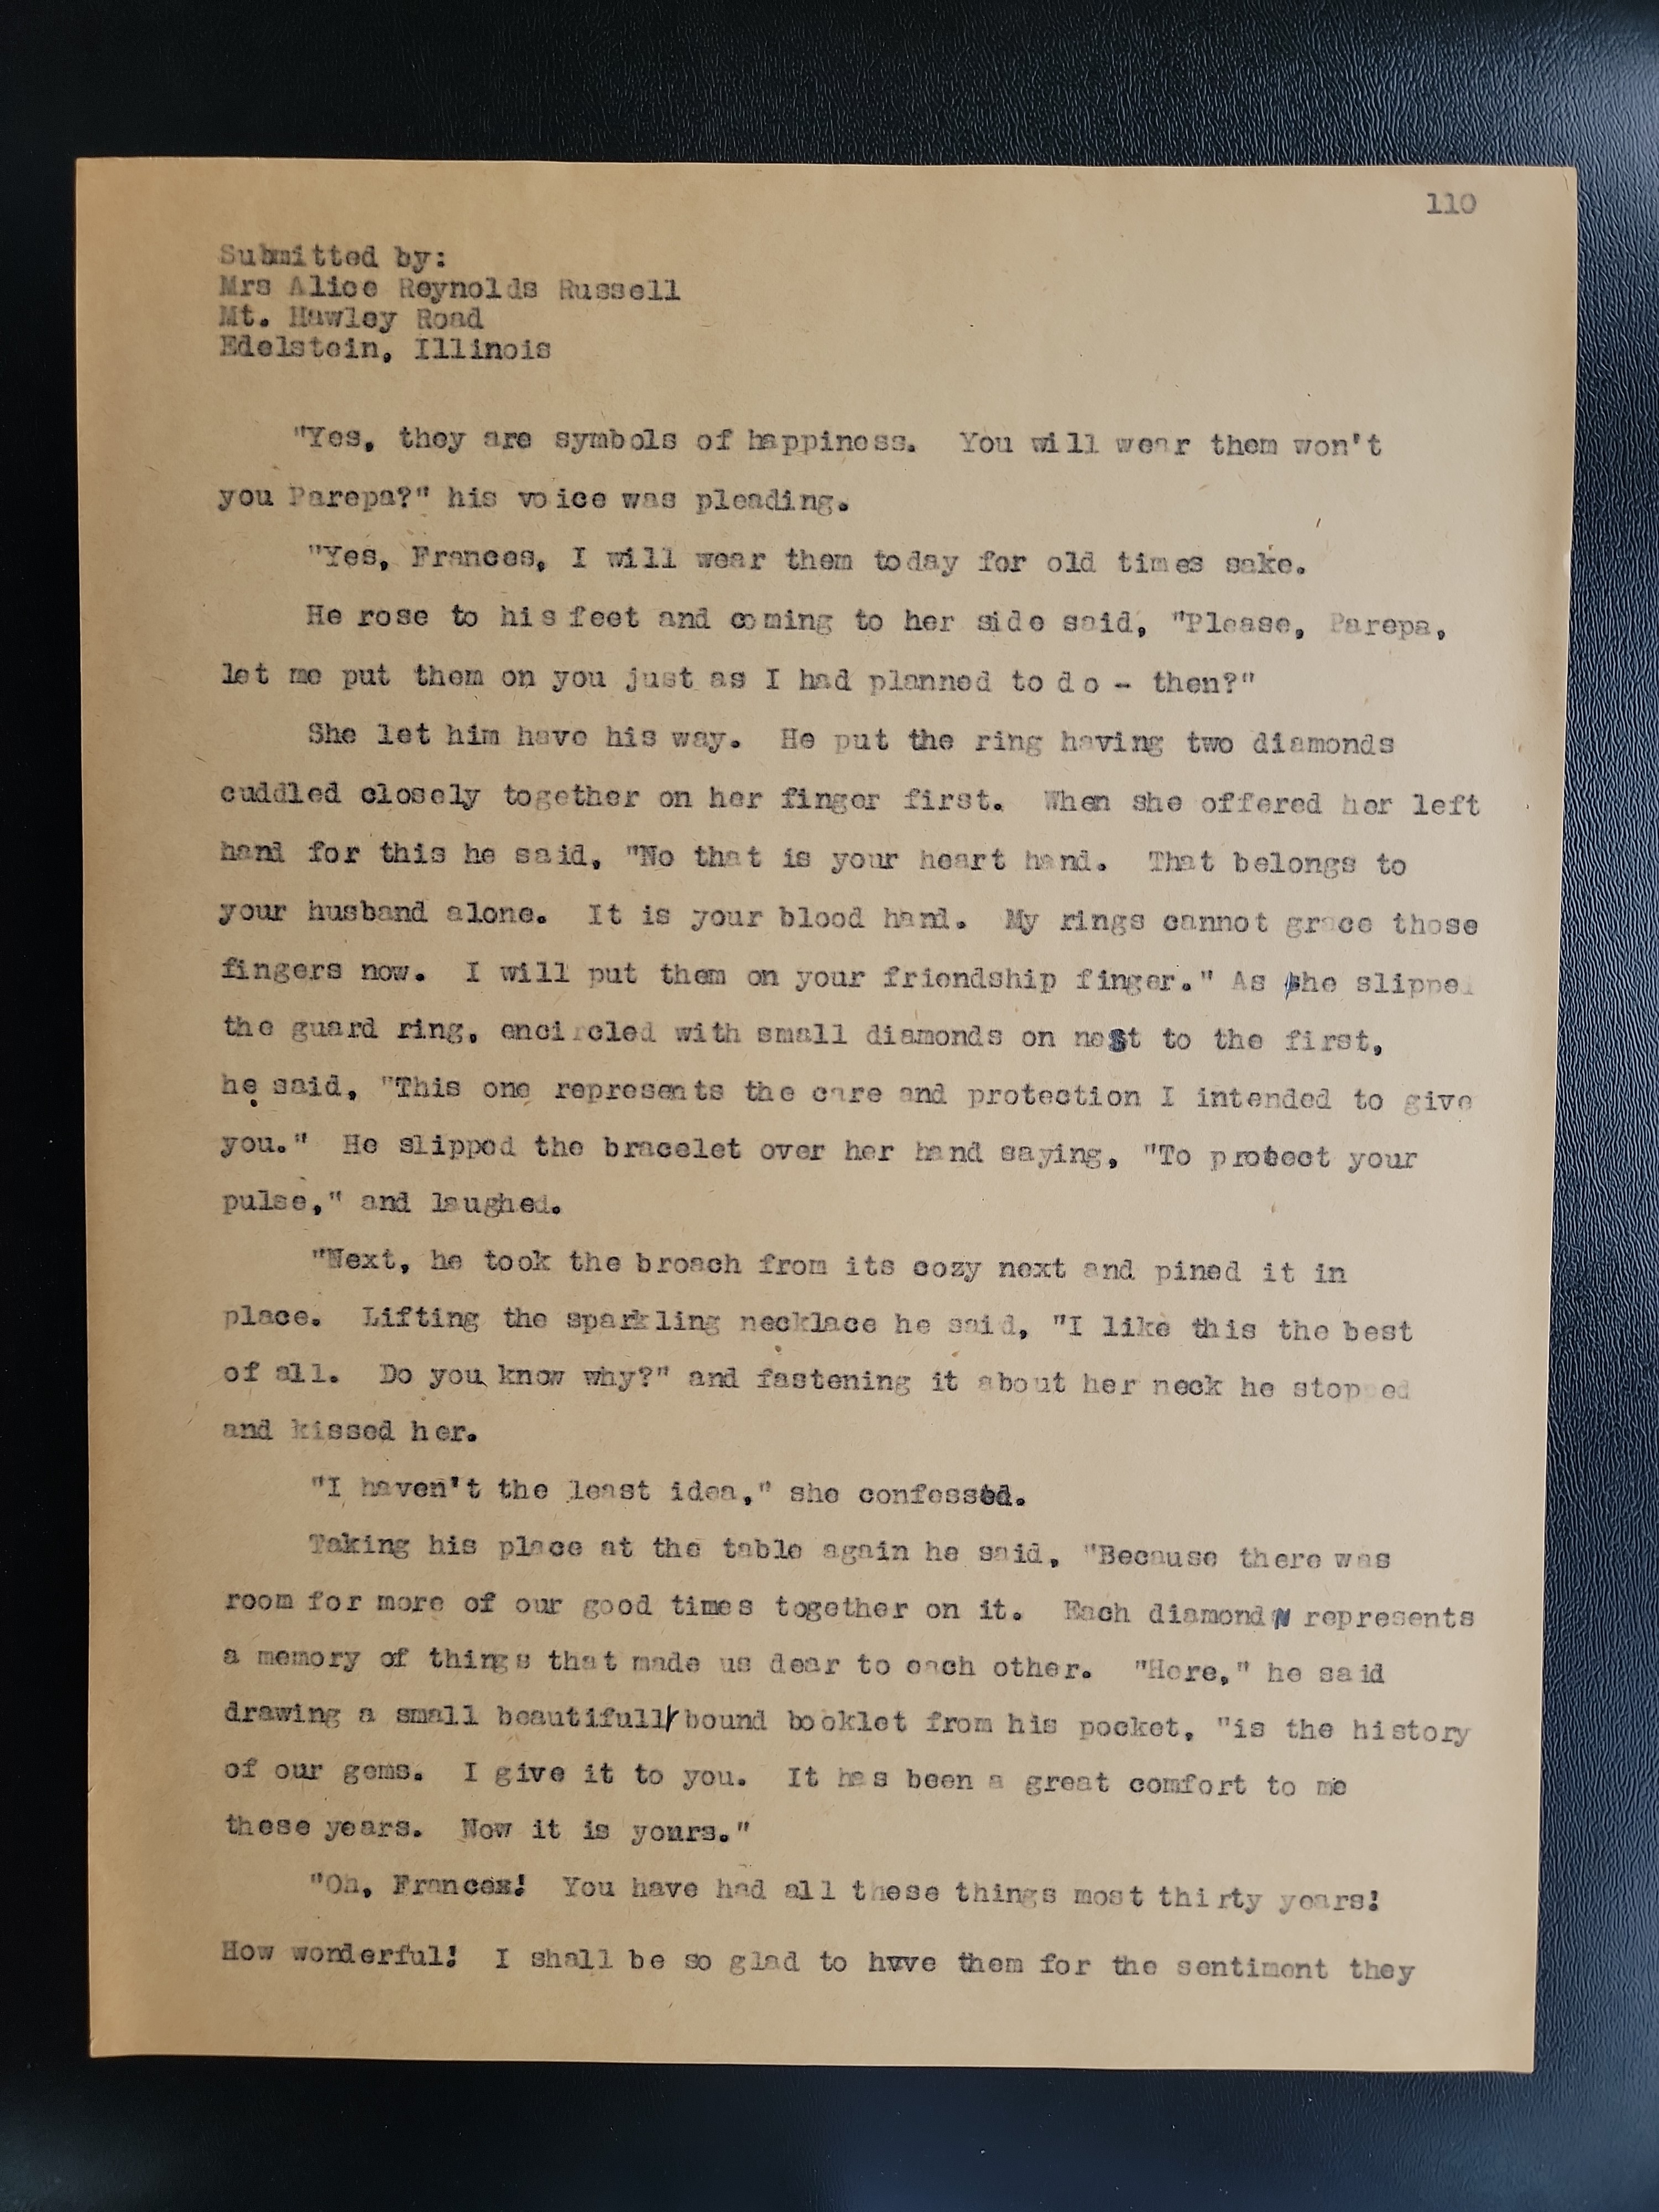 110
Submitted by:
Mrs Alice Reynolds Russell
Mt. Hawley Road
Edelstein, Illinois
"Yes, they are symbols of happiness.  You will wear them won't
you Parepa?" his voice was pleading.
"Yes, Frances, I will wear them today for old times sake.
He rose to his feet and coming to her side said, "Please, Parepa,
let me put them on you just as I had planned to do - then?"
She let him have his way.  He put the ring having two diamonds
cuddled closely together on her finger first.  When she offered her left
hand for this he said, "No that is your heart hand.  That belongs to
your husband alone.  It is your blood hand.  My rings cannot grace those
fingers now.  I will put them on your friendship finger." As he slipped
the guard ring, encircled with small diamonds on nest to the first,
he said, "This one represents the care and protection I intended to give
you."  He slipped the bracelet over her hand saying, "To protect your
pulse," and laughed.
"Next, he took the broach from its cozy next and pined it in
place.  Lifting the sparkling necklace he said, "I like this the best
of all.  Do you know why?" and fastening it about her neck he stopped
and kissed her.
"I haven't the least idea," she confessed.
Taking his place at the table again he said, "Because there was
room for more of our good times together on it.  Each diamond represents
a memory of things that made us dear to each other.  "Here," he said
drawing a small beautifully bound booklet from his pocket, "is the history
of our gems.  I give it to you.  It has been a great comfort to me
these years.  Now it is yours."
"Oh, Frances!  You have had all these things most thirty years!
How wonderful!  I shall be so glad to hvve them for the sentiment they